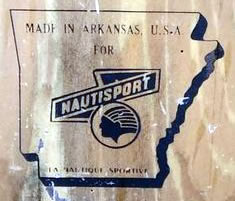 MADE IN ARKANSAS, U.S.A
FOR
NAUTISPORT
LA NAUTIQUE SPORTIVE